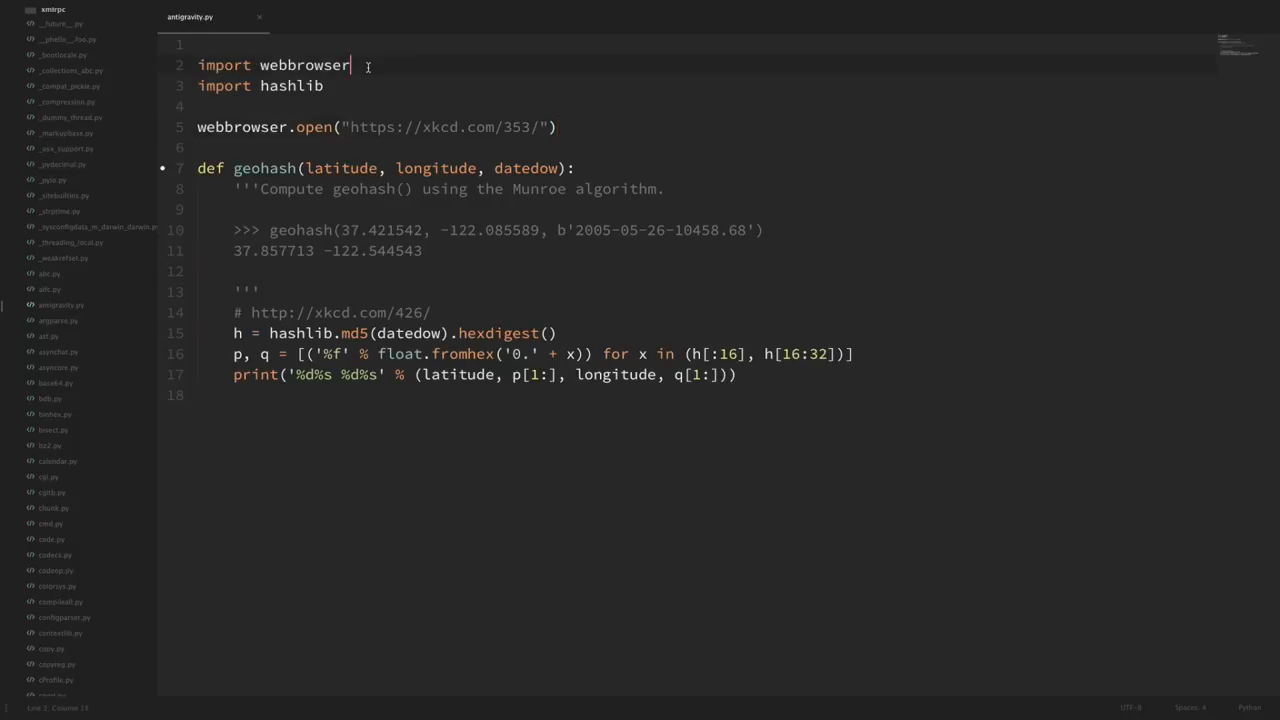 xmlrpc
__future__.py
__phello__.foo.py
_bootlocale.py
_collections_abc.py
_compat_pickle.py
_compression.py
_dummy_thread.py
_markupbase.py
_osx_support.py
_pydecimal.py
_pyio.py
_sitebuiltins.py
_strptime.py
_sysconfigdata_m_darwin_darwin.py
_threading_local.py
_weakrefset.py
abc.py
aifc.py
antigravity.py
argparse.py
ast.py
asynchat.py
asyncore.py
base64.py
bdb.py
binhex.py
bisect.py
bz2.py
calendar.py
cgi.py
cgitb.py
chunk.py
cmd.py
code.py
codecs.py
codeop.py
colorsys.py
compileall.py
configparser.py
contextlib.py
copy.py
copyreg.py
cProfile.py
antigravity.py ×
1
2 import webbrowser
3 import hashlib
4
5 webbrowser.open("https://xkcd.com/353/")
6
7 def geohash(latitude, longitude, datedow):
8 '''Compute geohash() using the Munroe algorithm.
9
10 >>> geohash(37.421542, -122.085589, b'2005-05-26-10458.68')
11 37.857713 -122.544543
12
13 '''
14 # http://xkcd.com/426/
15 h = hashlib.md5(datedow).hexdigest()
16 p, q = [('%f' % float.fromhex('0.' + x)) for x in (h[:16], h[16:32])]
17 print('%d%s %d%s' % (latitude, p[1:], longitude, q[1:]))
18
Line 2, Column 18
UTF-8 Spaces: 4 Python